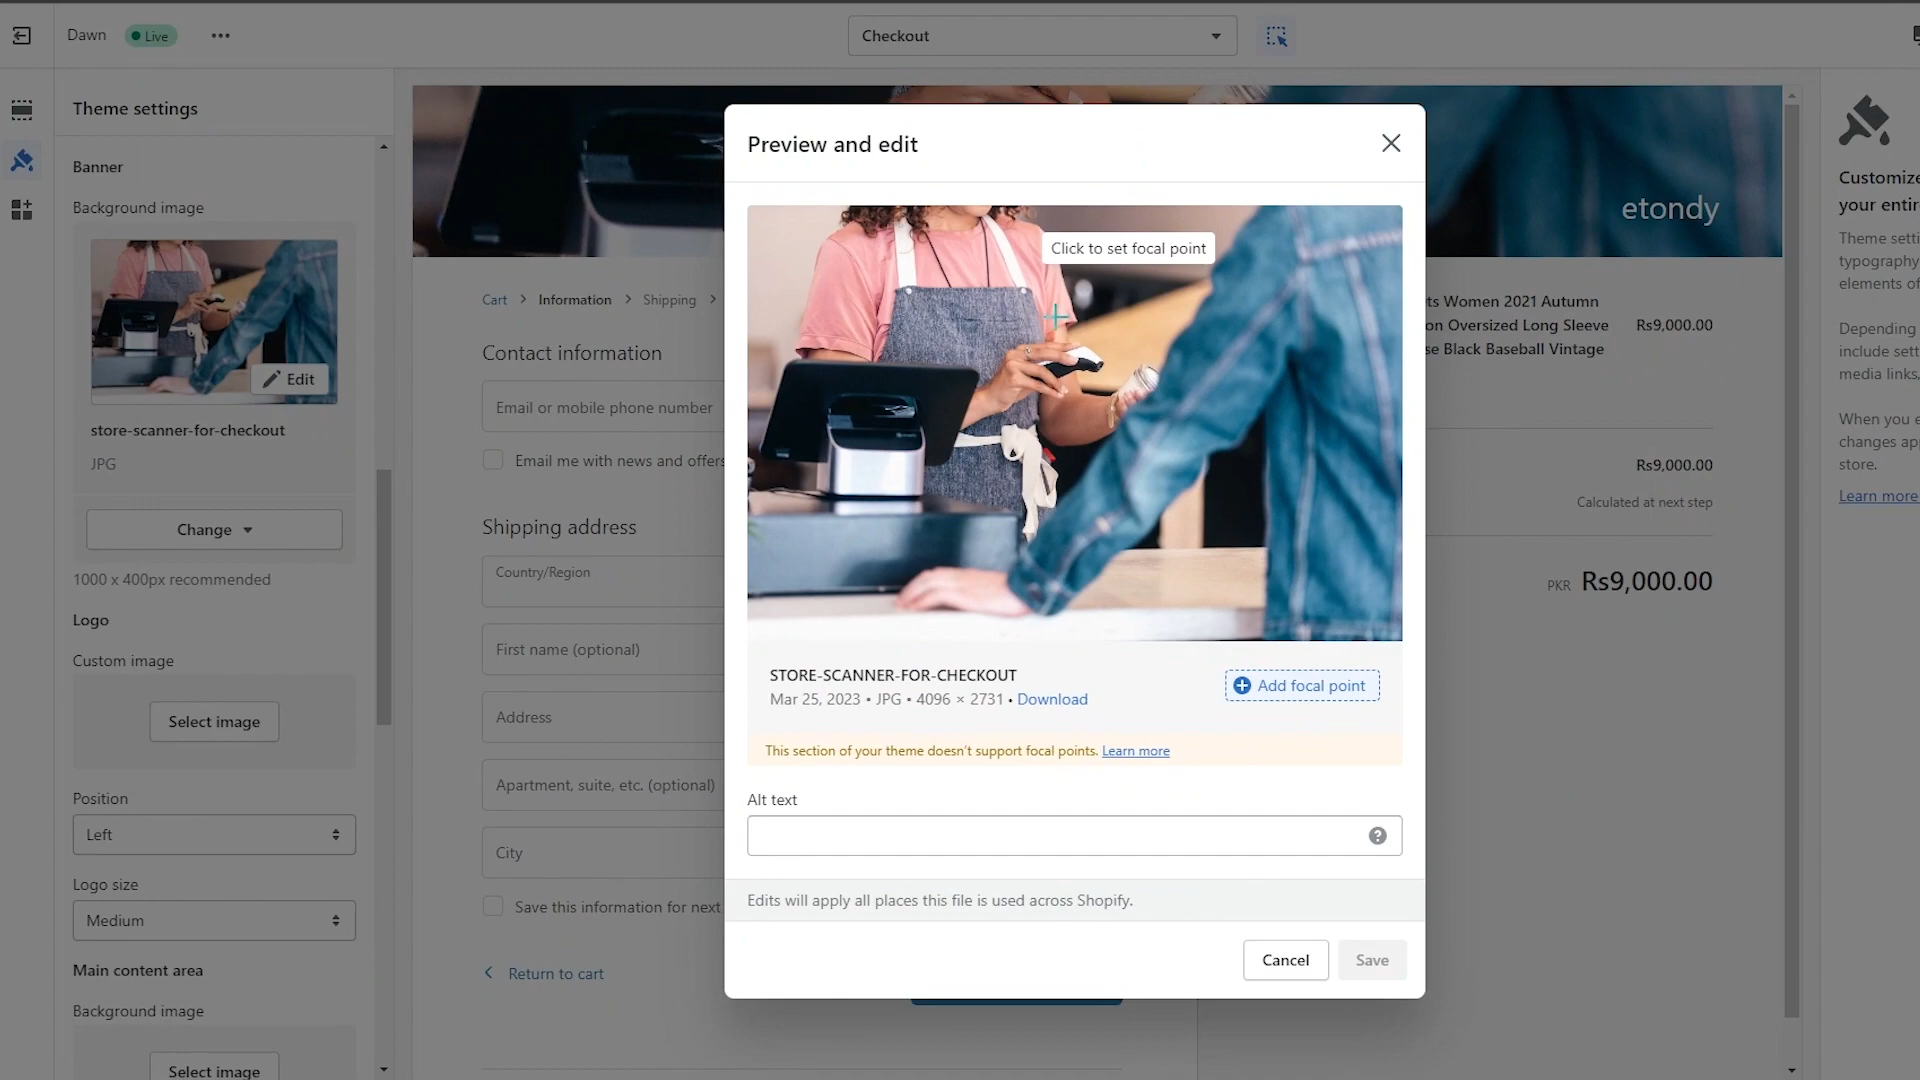 Dawn
Live
Checkout
Theme settings
Banner
Background image
Edit
store-scanner-for-checkout
JPG
Change
1000 x 400px recommended
Logo
Custom image
Select image
Position
Left
Logo size
Medium
Main content area
Background image
Select image
etondy
Cart > Information > Shipping >
Contact information
Email or mobile phone number
Email me with news and offers
Shipping address
Country/Region
First name (optional)
Address
Apartment, suite, etc. (optional)
City
Save this information for next
Return to cart
Preview and edit
Click to set focal point
STORE-SCANNER-FOR-CHECKOUT
Mar 25, 2023 • JPG • 4096 × 2731 • Download
Add focal point
This section of your theme doesn't support focal points. Learn more
Alt text
Edits will apply all places this file is used across Shopify.
Cancel
Save
Women 2021 Autumn
Oversized Long Sleeve
Rs9,000.00
Black Baseball Vintage
Rs9,000.00
Calculated at next step
PKR Rs9,000.00
Customize
your
Theme
typography
elements of
Depending
include
media links,
When you
changes
store.
Learn more